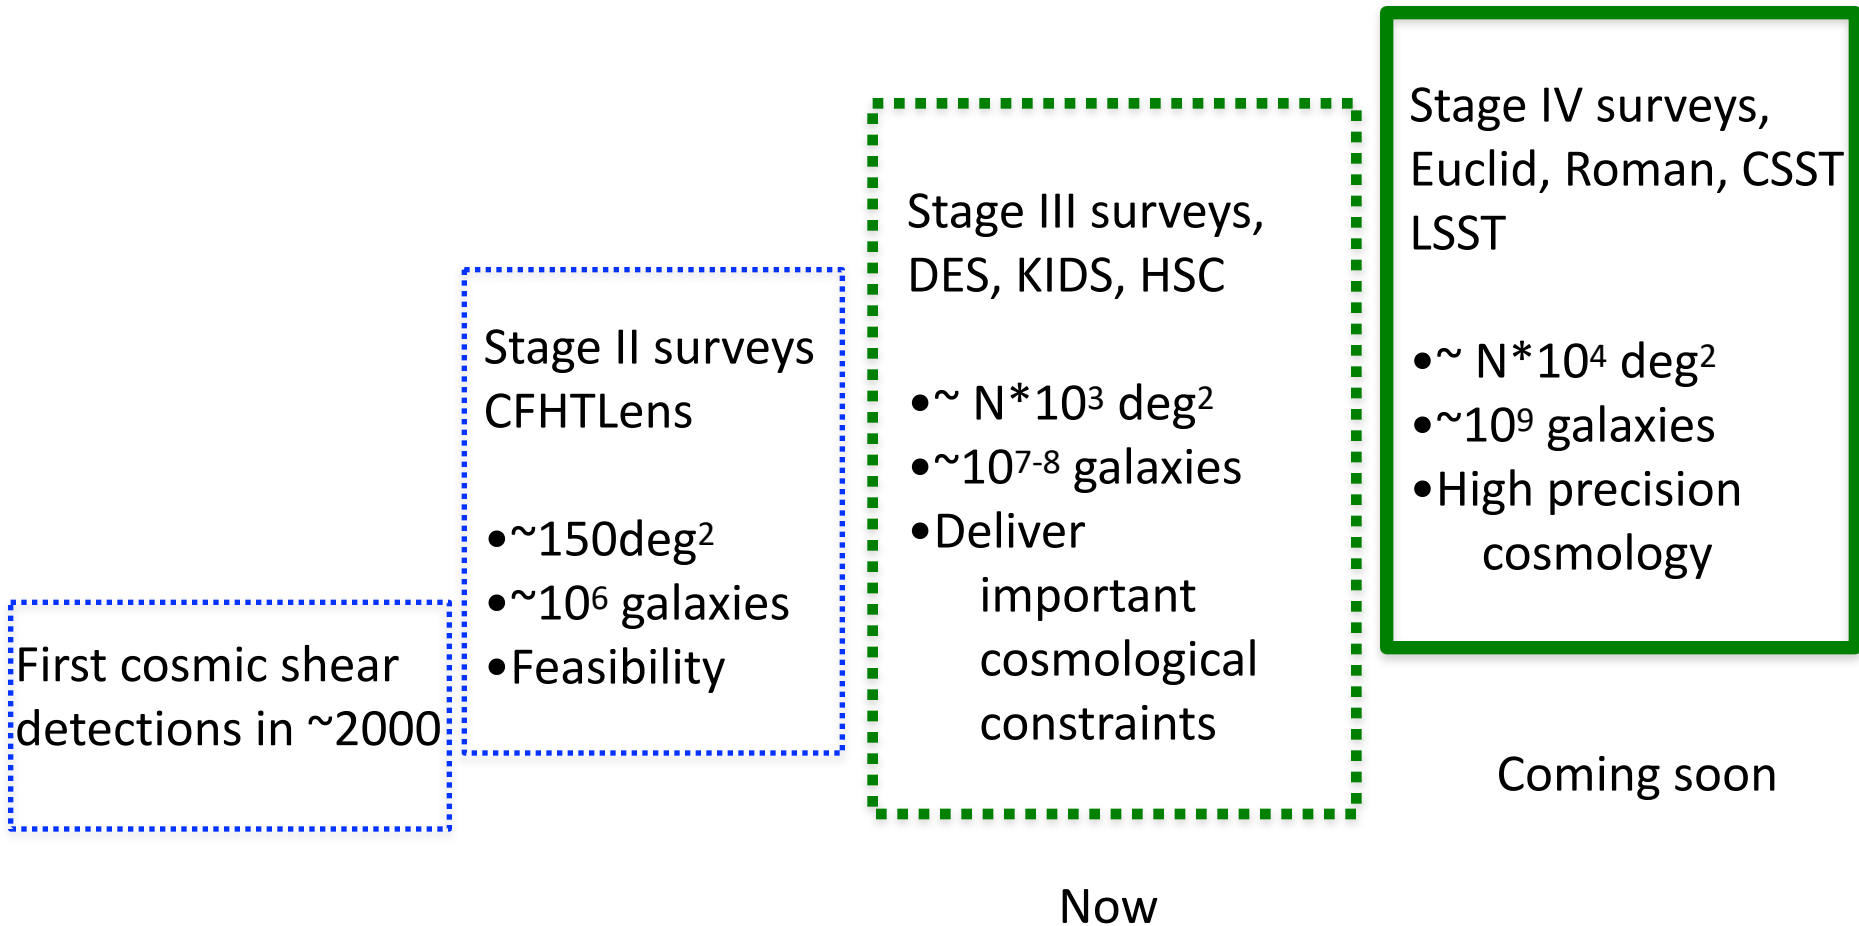 First cosmic shear
detections in ~2000
Stage II surveys
CFHTLens
•~150deg²
•~10⁶ galaxies
•Feasibility
Stage III surveys,
DES, KIDS, HSC
•~ N*10³ deg²
•~10⁷⁻⁸ galaxies
•Deliver
important
cosmological
constraints
Now
Stage IV surveys,
Euclid, Roman, CSST
LSST
•~ N*10⁴ deg²
•~10⁹ galaxies
•High precision
cosmology
Coming soon